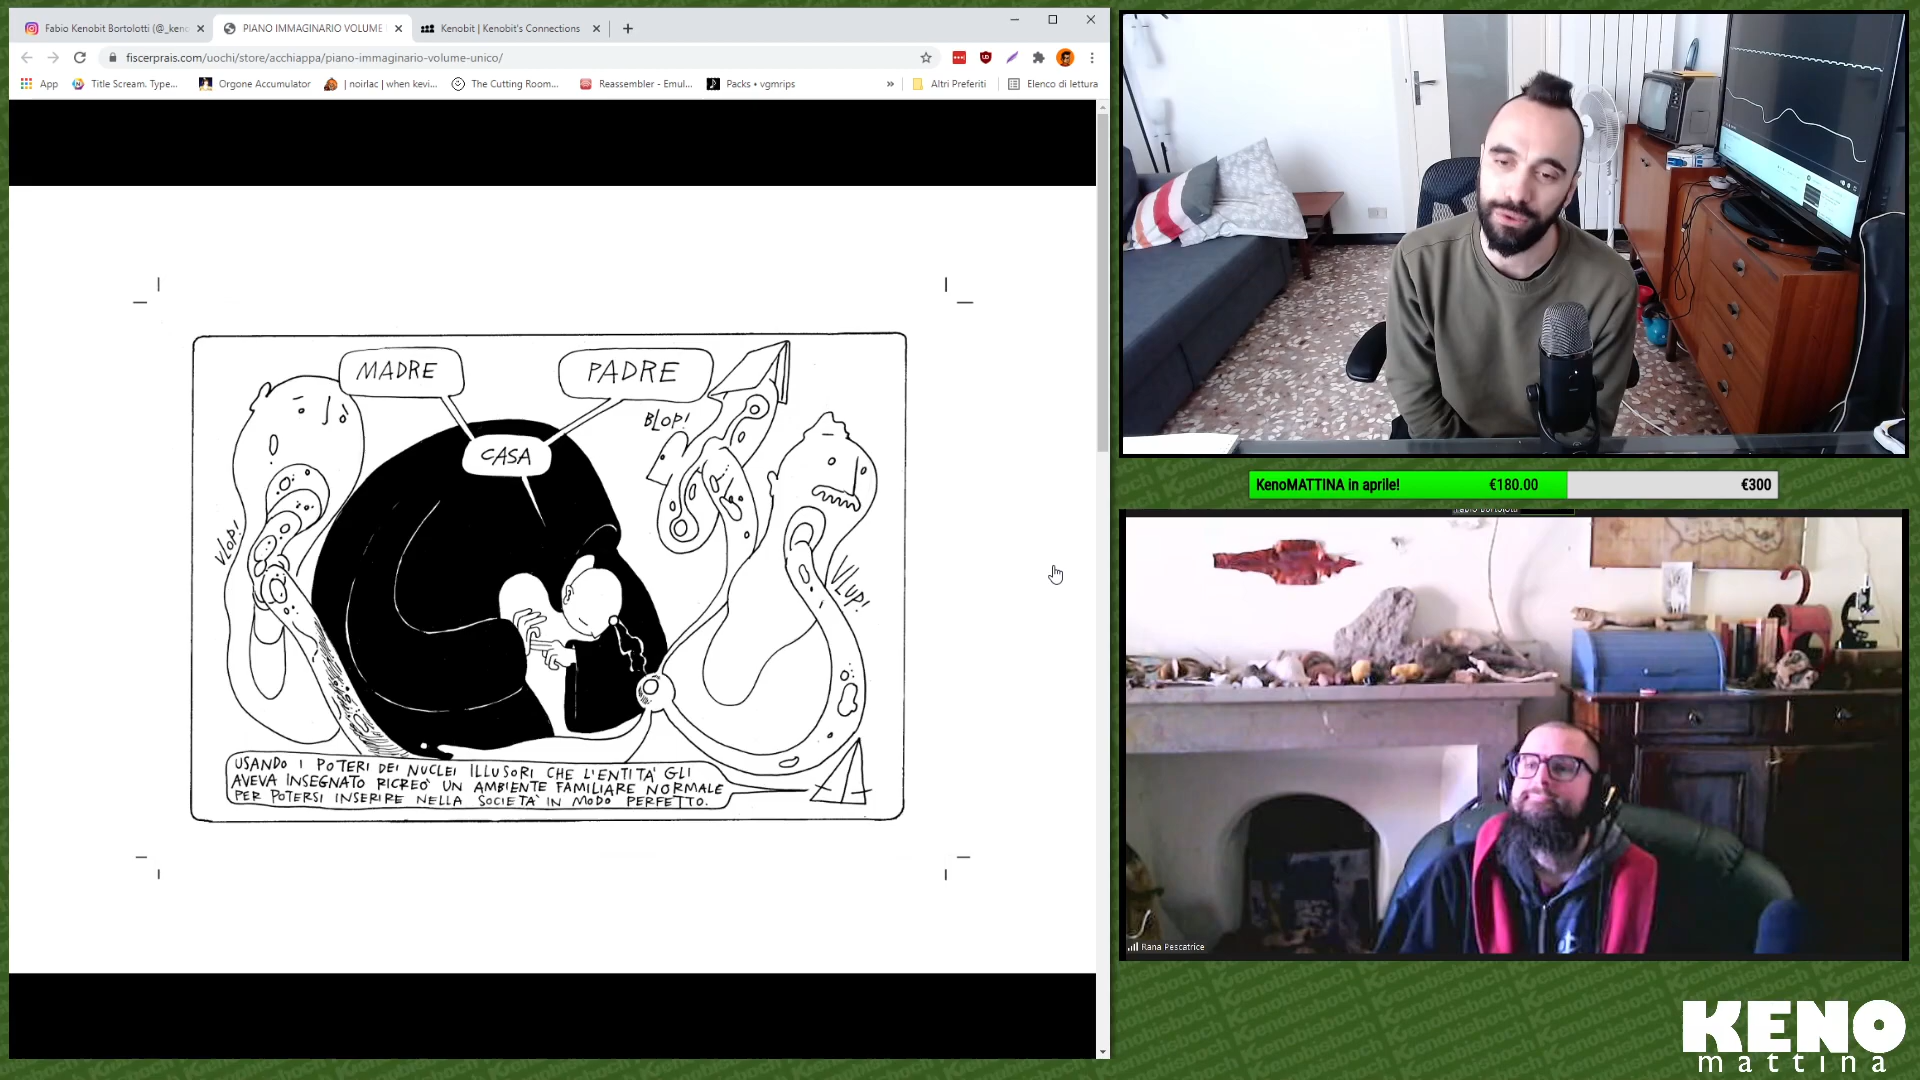 Fabio Kenobit Bortolotti (@_keno
PIANO IMMAGINARIO VOLUME
Kenobit | Kenobit's Connections
fiscerprais.com/uochi/store/acchiappa/piano-immaginario-volume-unico/
App
Title Scream. Type...
Orgone Accumulator
| noirlac | when kevi...
The Cutting Room...
Reassembler - Emul...
Packs • vgmrips
»
Altri Preferiti
Elenco di lettura
MADRE
PADRE
CASA
BLOP!
VLOP!
VLUP!
USANDO I POTERI DEI NUCLEI ILLUSORI CHE L'ENTITA' GLI
AVEVA INSEGNATO RICREÒ UN AMBIENTE FAMILIARE NORMALE
PER POTERSI INSERIRE NELLA SOCIETA' IN MODO PERFETTO.
KenoMATTINA in aprile!
€180.00
€300
Rana Pescatrice
KENO
mattina